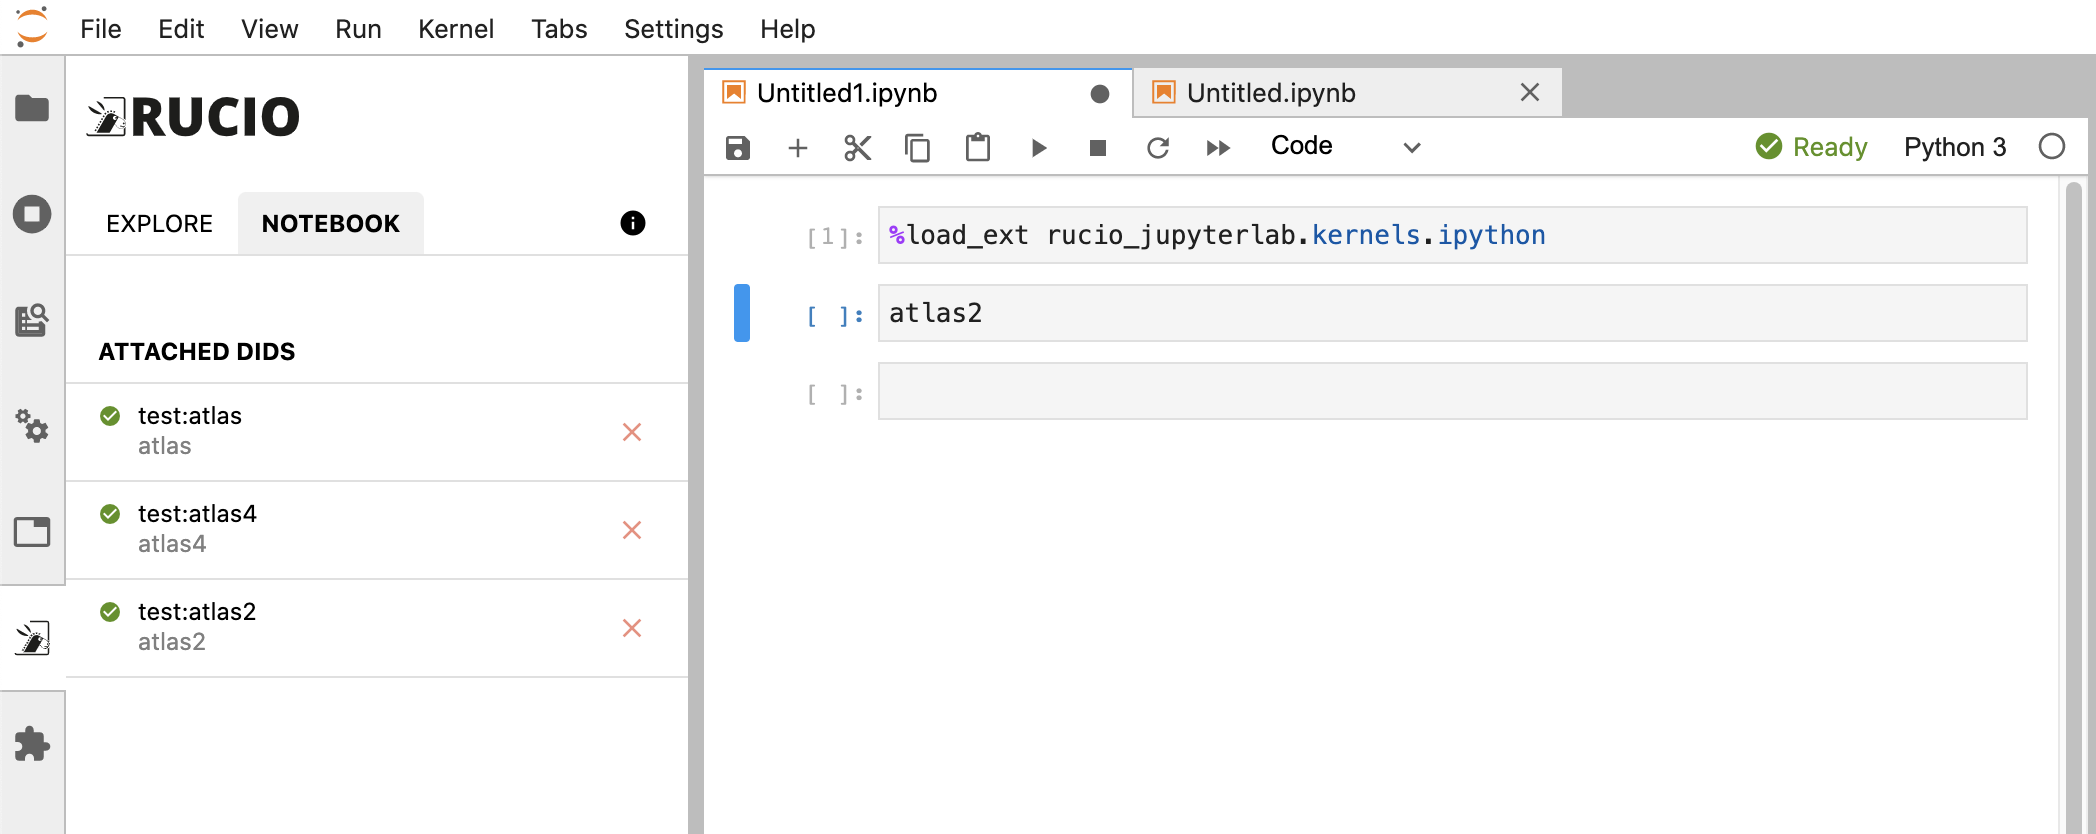 File Edit View Run Kernel Tabs Settings Help
RUCIO
EXPLORE NOTEBOOK
ATTACHED DIDS
test:atlas
atlas
test:atlas4
atlas4
test:atlas2
atlas2
Untitled1.ipynb
Untitled.ipynb
Code
Ready
Python 3
[1]: %load_ext rucio_jupyterlab.kernels.ipython
[ ]: atlas2
[ ]: